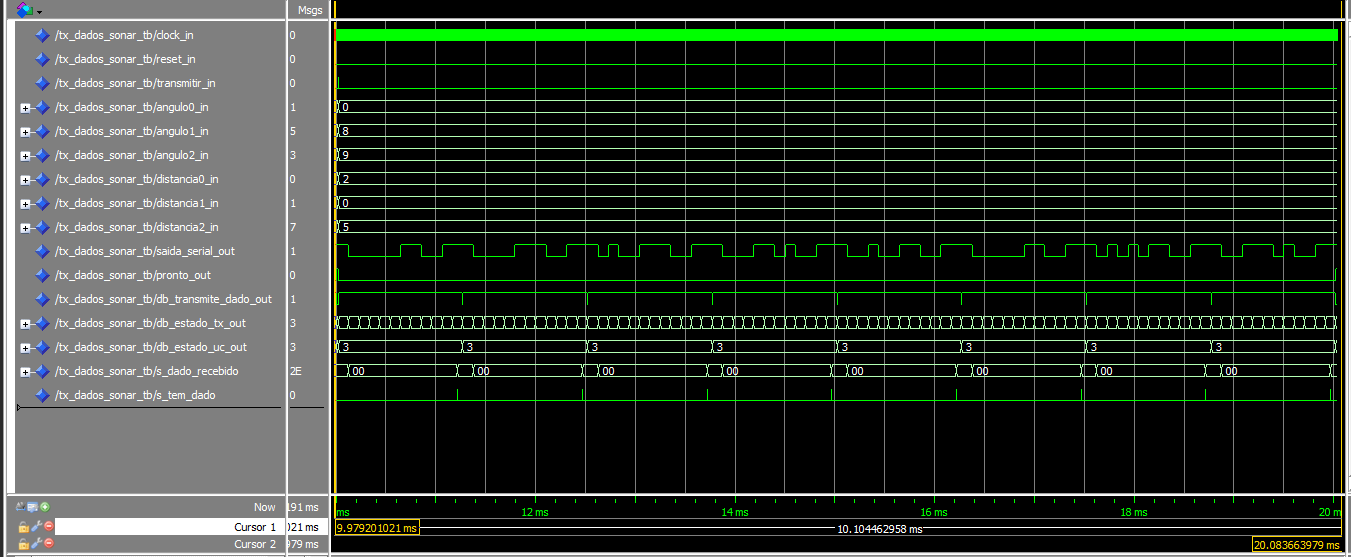 Msgs
/tx_dados_sonar_tb/clock_in 0
/tx_dados_sonar_tb/reset_in 0
/tx_dados_sonar_tb/transmitir_in 0
/tx_dados_sonar_tb/angulo0_in 1 0
/tx_dados_sonar_tb/angulo1_in 5 8
/tx_dados_sonar_tb/angulo2_in 3 9
/tx_dados_sonar_tb/distancia0_in 0 2
/tx_dados_sonar_tb/distancia1_in 1 0
/tx_dados_sonar_tb/distancia2_in 7 5
/tx_dados_sonar_tb/saida_serial_out 1
/tx_dados_sonar_tb/pronto_out 0
/tx_dados_sonar_tb/db_transmite_dado_out 1
/tx_dados_sonar_tb/db_estado_tx_out 3
/tx_dados_sonar_tb/db_estado_uc_out 3 3 3 3 3 3 3 3 3
/tx_dados_sonar_tb/s_dado_recebido 2E 00 00 00 00 00 00 00 00
/tx_dados_sonar_tb/s_tem_dado 0
Now 191 ms ms 12 ms 14 ms 16 ms 18 ms 20 m
Cursor 1 021 ms 9.979201021 ms 10.104462958 ms
Cursor 2 979 ms 20.083663979 ms